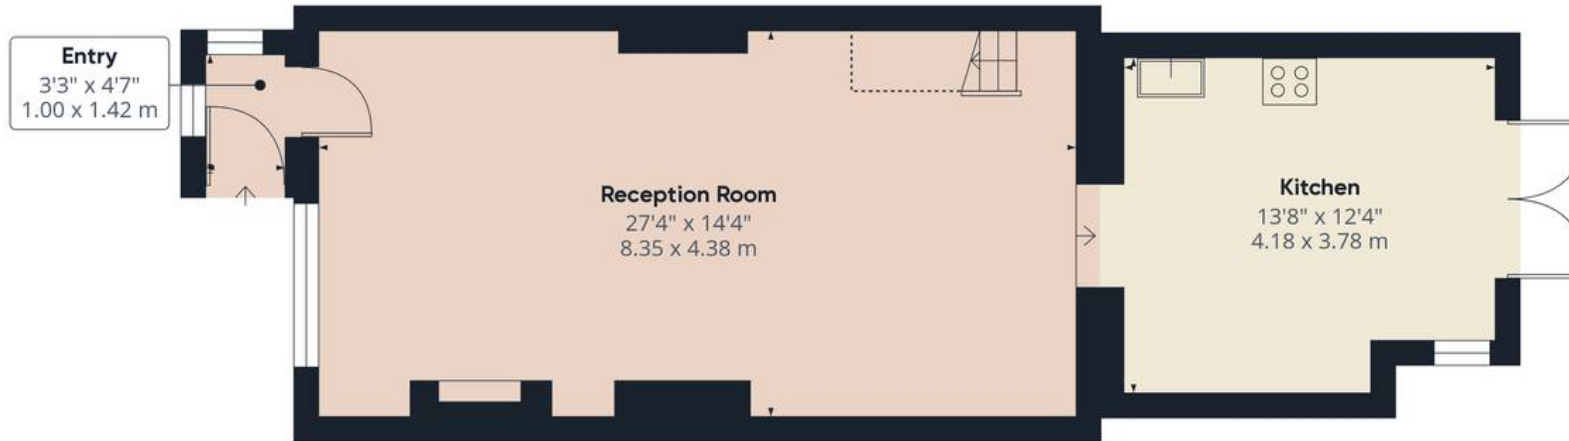 Entry
3'3" x 4'7"
1.00 x 1.42 m
Reception Room
27'4" x 14'4"
8.35 x 4.38 m
Kitchen
13'8" x 12'4"
4.18 x 3.78 m